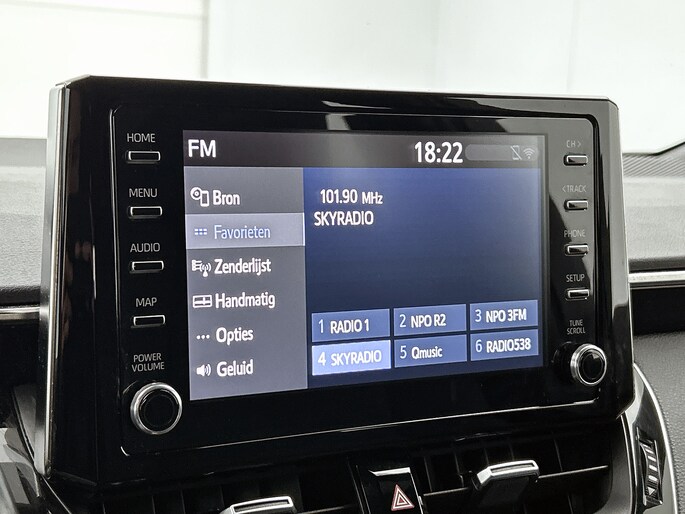 HOME
MENU
AUDIO
MAP
POWER
VOLUME
FM
18:22
Bron
Favorieten
Zenderlijst
Handmatig
Opties
Geluid
101.90 MHz
SKYRADIO
1 RADIO 1
2 NPO R2
3 NPO 3FM
4 SKYRADIO
5 Qmusic
6 RADIO538
CH >
< TRACK
PHONE
SETUP
TUNE
SCROLL